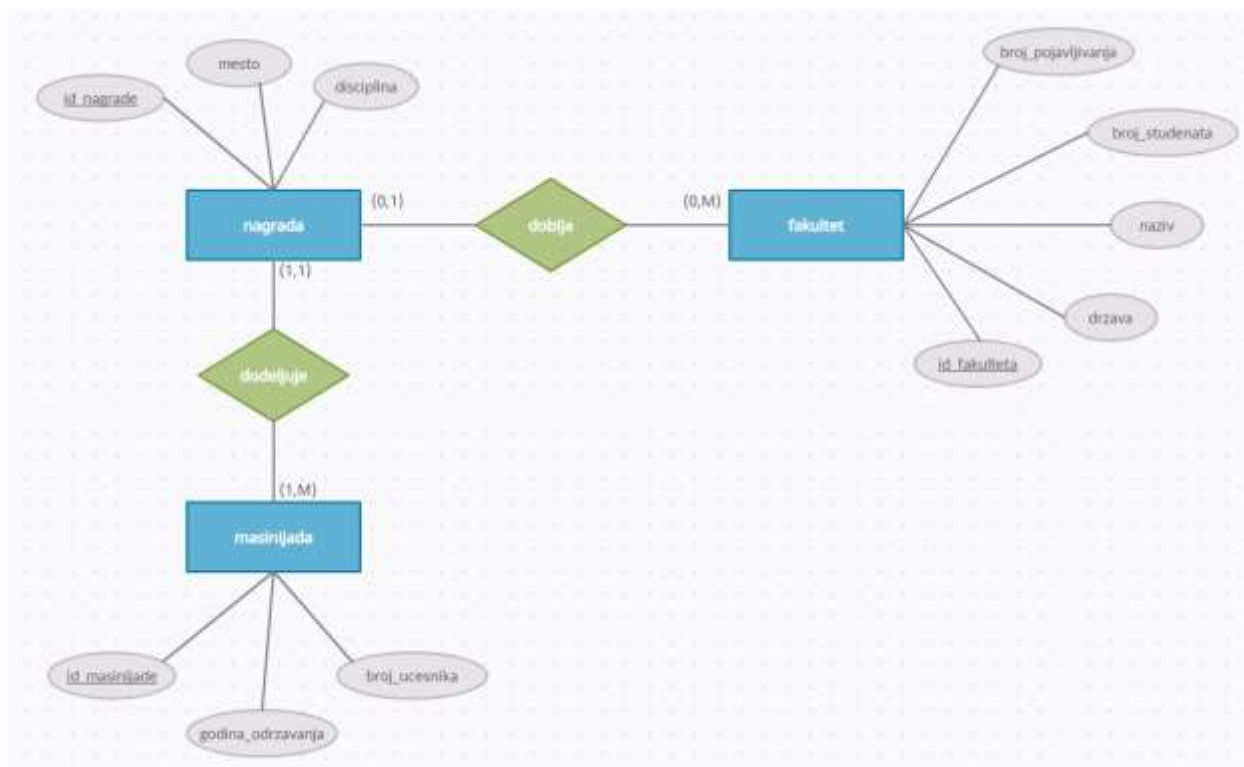 broj_pojavljivanja
mesto
disciplina
id_nagrade
broj_studenata
(0,1)
(0,M)
nagrada
dobija
fakultet
naziv
(1,1)
drzava
id_fakulteta
dodeljuje
(1,M)
masinijada
id_masinijade
broj_ucesnika
godina_odrzavanja